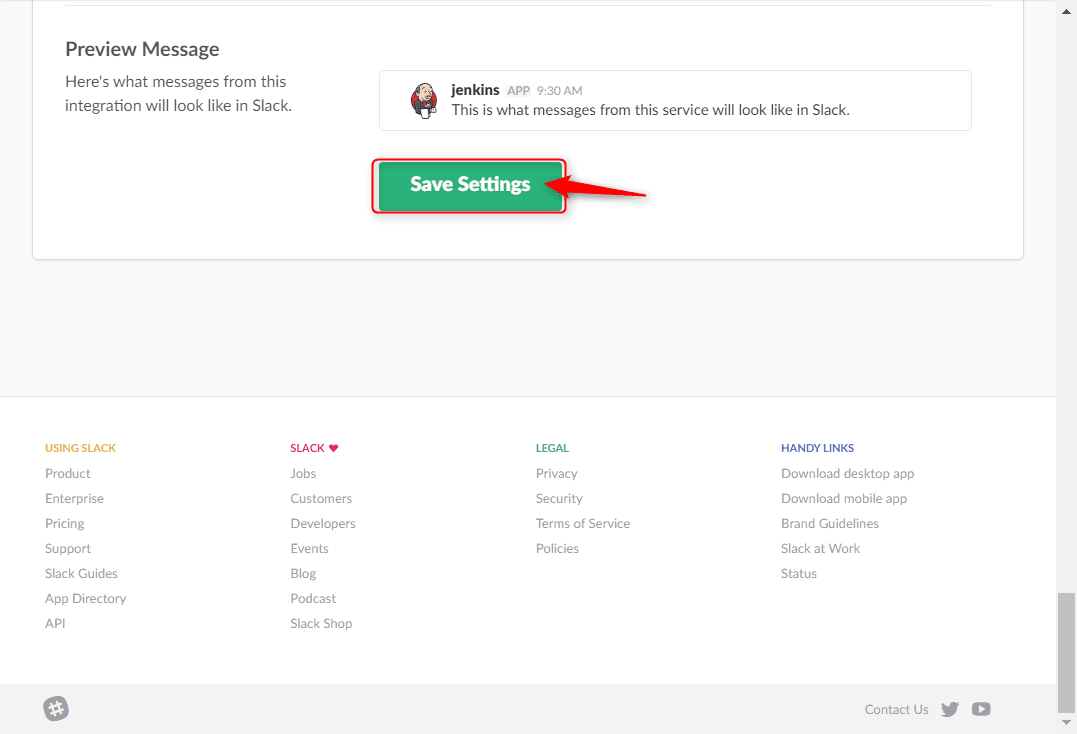 Preview Message
Here's what messages from this
integration will look like in Slack.
jenkins APP 9:30 AM
This is what messages from this service will look like in Slack.
Save Settings
USING SLACK
Product
Enterprise
Pricing
Support
Slack Guides
App Directory
API
SLACK ♥
Jobs
Customers
Developers
Events
Blog
Podcast
Slack Shop
LEGAL
Privacy
Security
Terms of Service
Policies
HANDY LINKS
Download desktop app
Download mobile app
Brand Guidelines
Slack at Work
Status
Contact Us